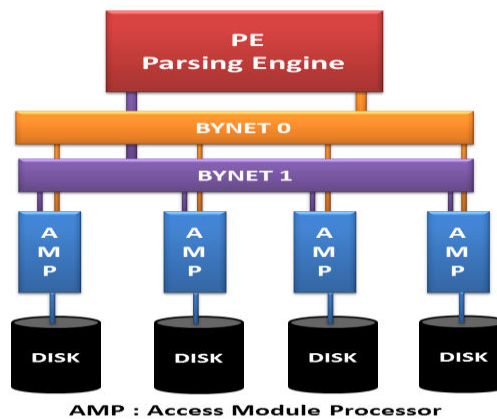 PE
Parsing Engine
BYNET 0
BYNET 1
A
M
P
A
M
P
A
M
P
A
M
P
DISK
DISK
DISK
DISK
AMP : Access Module Processor